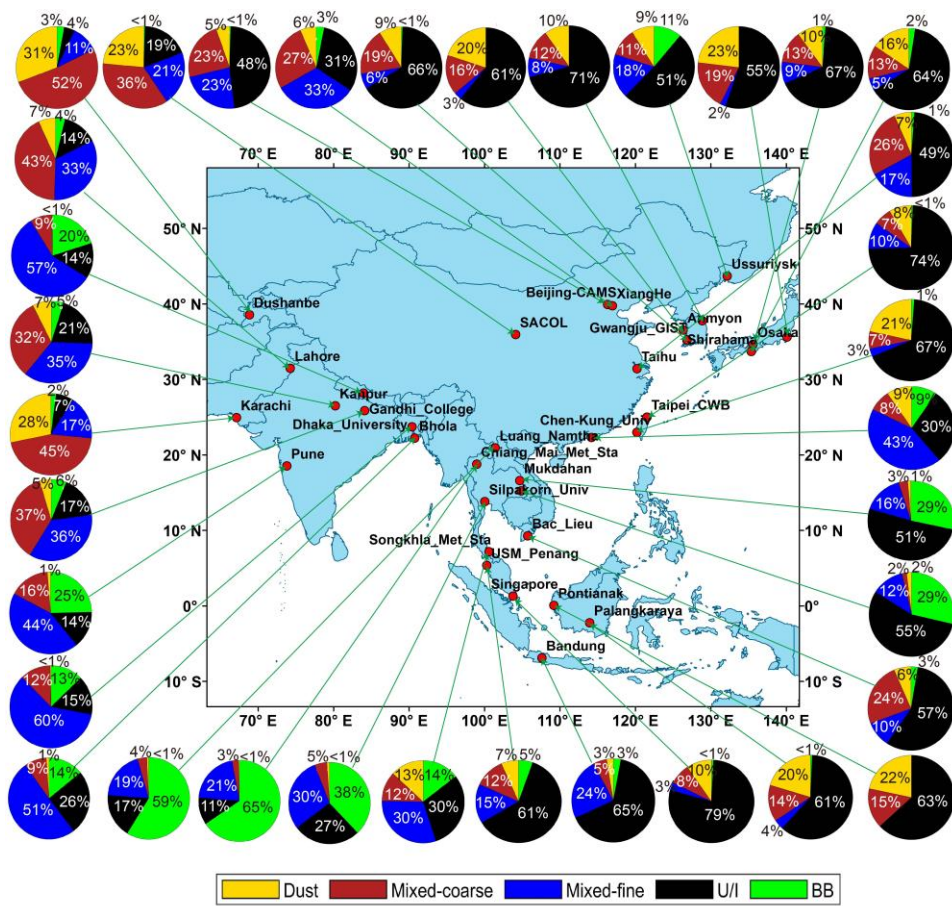 3% 4% <1% 5% <1% 6% 3% 9% <1% 10% 9% 11% 1% 2%
31% 11% 52%
23% 19% 21% 36%
23% 48% 23%
27% 31% 33%
19% 66% 6%
20% 16% 61% 3%
12% 8% 71%
11% 18% 51%
23% 19% 55% 2%
10% 13% 9% 67%
16% 13% 5% 64%
7% 4%
43% 14% 33%
<1%
9% 20% 14% 57%
7% 5%
32% 21% 35%
2%
28% 7% 17% 45%
5% 6%
37% 17% 36%
1%
16% 25% 14% 44%
<1%
12% 13% 15% 60%
1%
9% 14% 26% 51%
4% <1%
19% 17% 59%
3% <1%
21% 11% 65%
5% <1%
30% 38% 27%
13% 14% 12% 30% 30%
7% 5%
12% 15% 61%
3% 3%
5% 24% 65%
<1%
10% 8% 3% 79%
<1%
20% 14% 4% 61%
22% 15% 63%
1%
7% 26% 17% 49%
<1%
8% 7% 10% 74%
1%
21% 7% 3% 67%
9% 9% 8% 30% 43%
3% 1%
16% 29% 51%
2% 2%
12% 29% 55%
3%
6% 24% 10% 57%
70° E 80° E 90° E 100° E 110° E 120° E 130° E 140° E
50° N
40° N
30° N
20° N
10° N
0°
10° S
Ussuriysk
Beijing-CAMS XiangHe
Dushanbe
SACOL
Anmyon
Gwangju_GIST
Shirahama
Osaka
Lahore
Taihu
Kanpur
Karachi
Gandhi_College
Taipei_CWB
Dhaka_University
Bhola
Chen-Kung_Univ
Luang_Namtha
Chiang_Mai_Met_Sta
Pune
Mukdahan
Silpakorn_Univ
Songkhla_Met_Sta
Bac_Lieu
USM_Penang
Singapore
Pontianak
Palangkaraya
Bandung
70° E 80° E 90° E 100° E 110° E 120° E 130° E 140° E
Dust Mixed-coarse Mixed-fine U/I BB